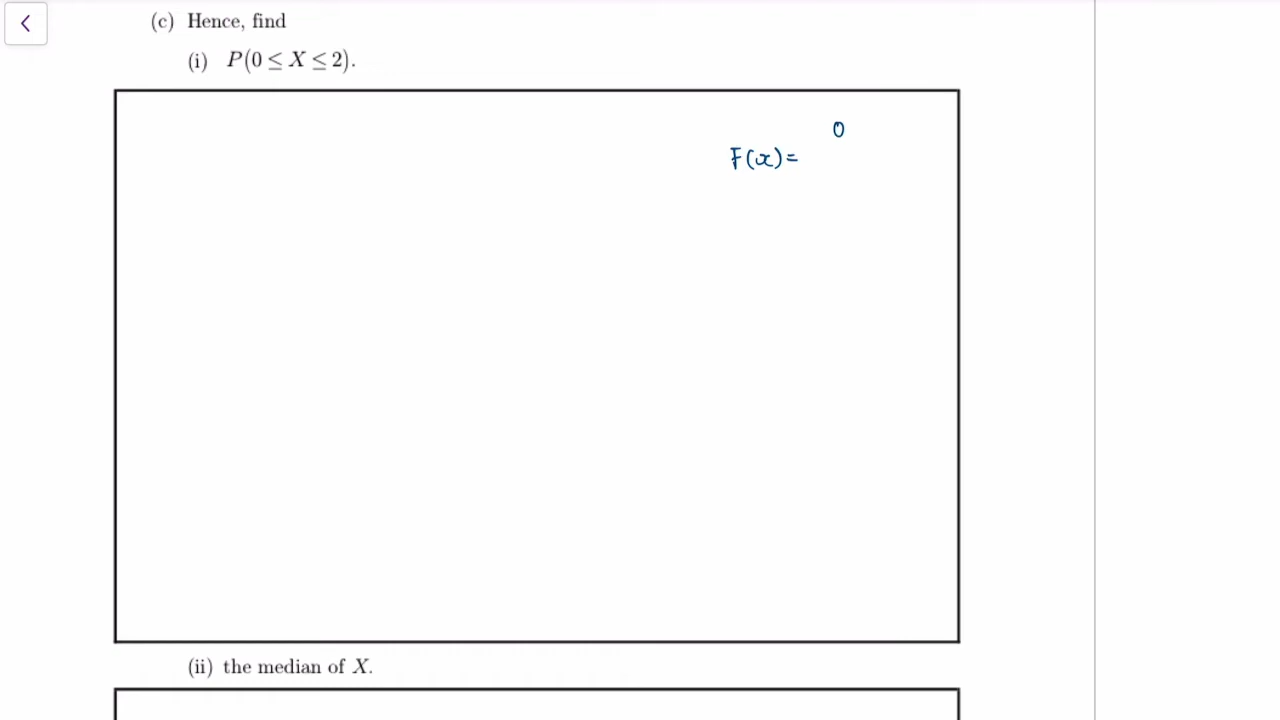 (c) Hence, find
(i) P(0 ≤ X ≤ 2).
0
F(x)=
(ii) the median of X.